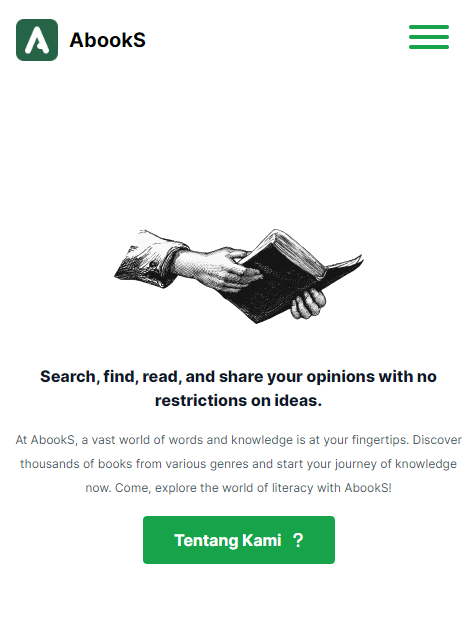 AbookS
Search, find, read, and share your opinions with no
restrictions on ideas.
At AbookS, a vast world of words and knowledge is at your fingertips. Discover
thousands of books from various genres and start your journey of knowledge
now. Come, explore the world of literacy with AbookS!
Tentang Kami ?